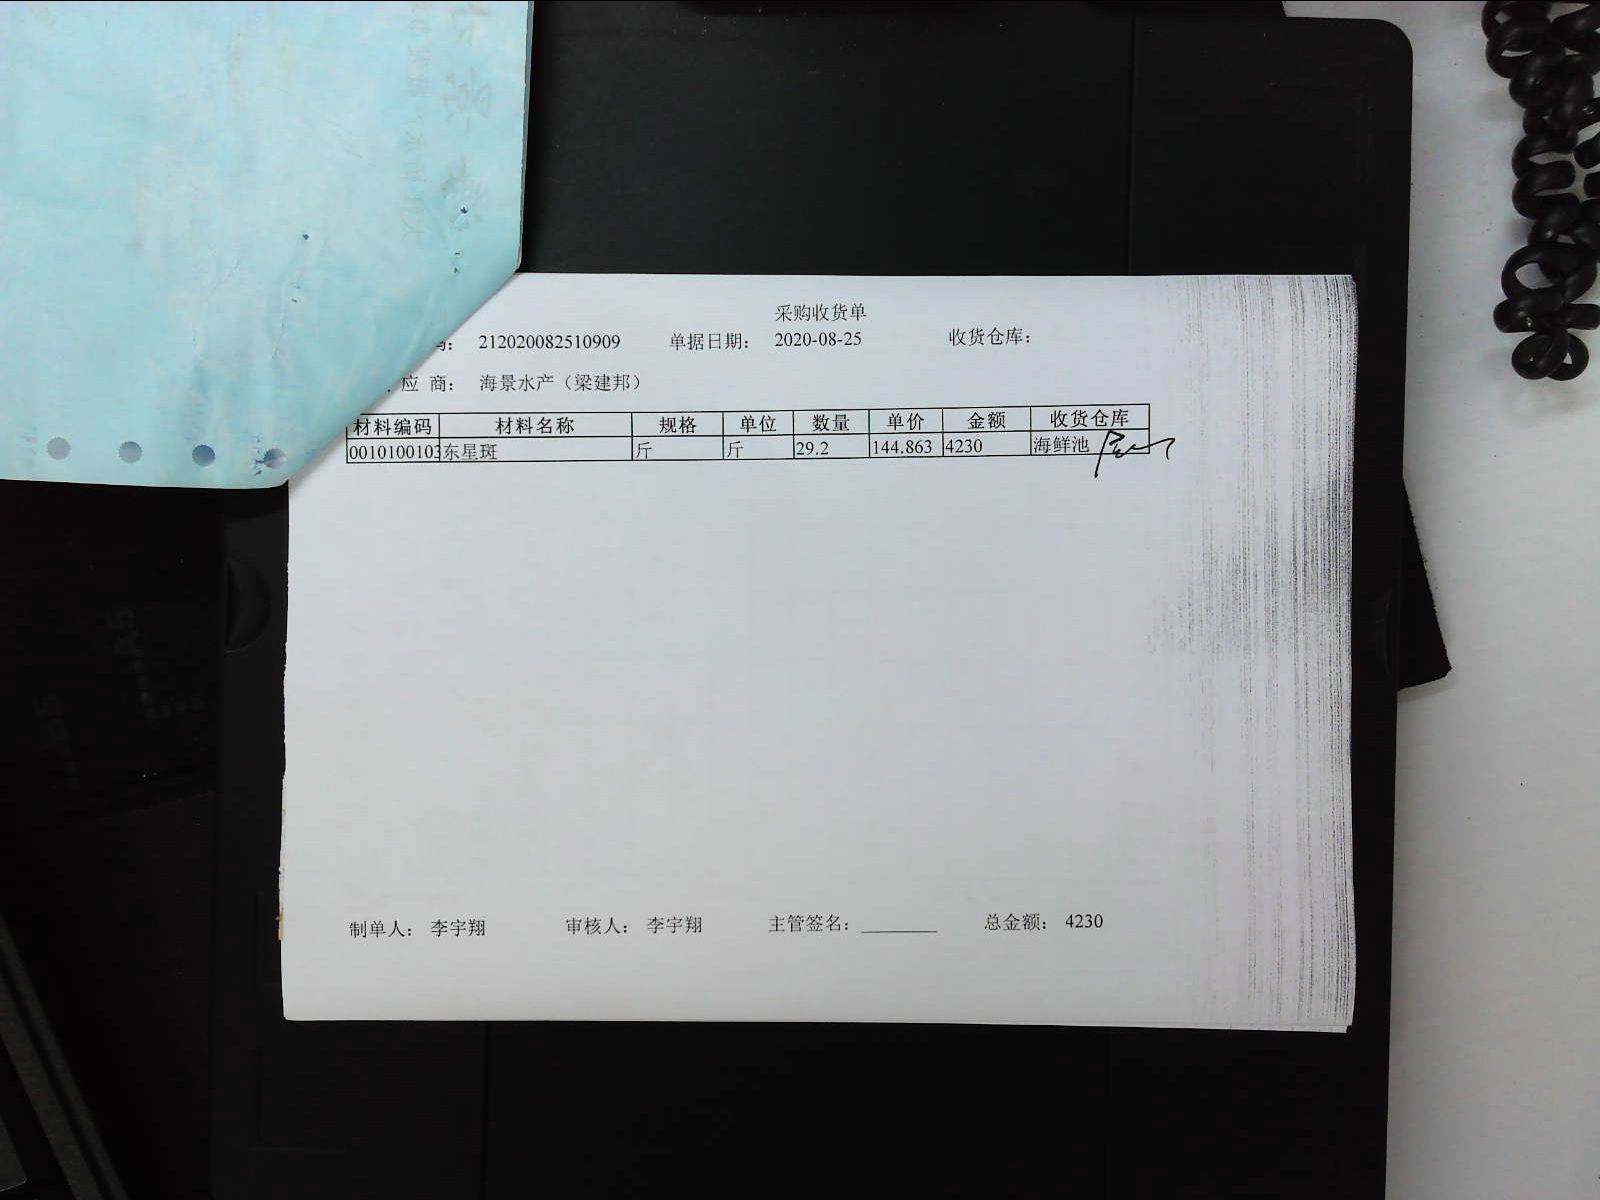 采购收货单
212020082510909 单据日期： 2020-08-25 收货仓库：
应 商： 海景水产（梁建邦）
材料编码 材料名称 规格 单位 数量 单价 金额 收货仓库
0010100103 东星斑 斤 斤 29.2 144.863 4230 海鲜池
制单人： 李宇翔 审核人： 李宇翔 主管签名： 总金额： 4230